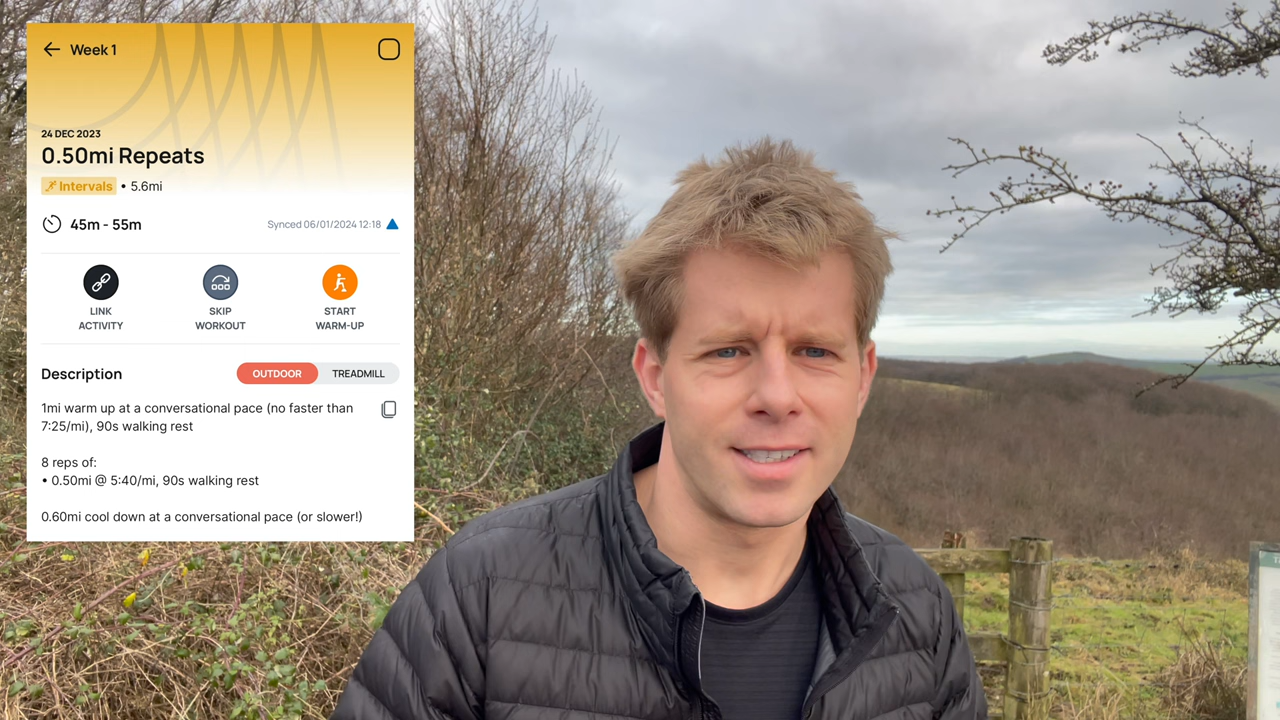 Week 1
24 DEC 2023
0.50mi Repeats
Intervals • 5.6mi
45m - 55m
Synced 06/01/2024 12:18
LINK ACTIVITY
SKIP WORKOUT
START WARM-UP
Description
OUTDOOR
TREADMILL
1mi warm up at a conversational pace (no faster than
7:25/mi), 90s walking rest
8 reps of:
• 0.50mi @ 5:40/mi, 90s walking rest
0.60mi cool down at a conversational pace (or slower!)